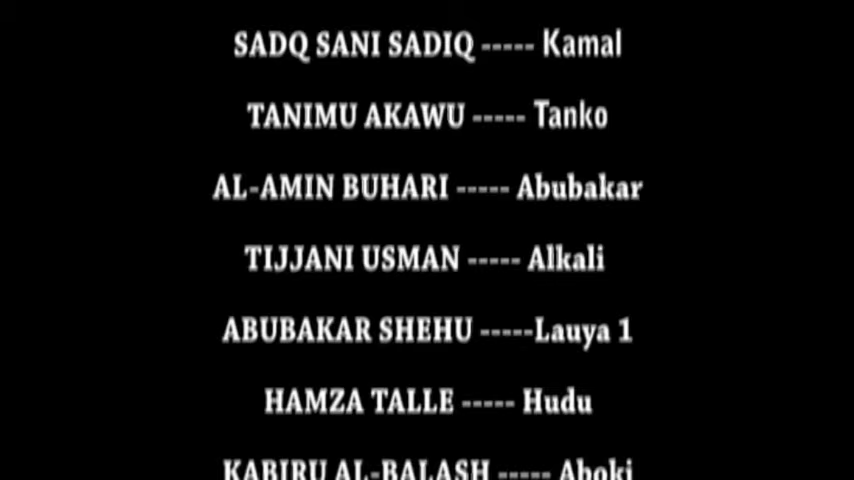 SADQ SANI SADIQ ----- Kamal
TANIMU AKAWU ----- Tanko
AL-AMIN BUHARI ----- Abubakar
TIJJANI USMAN ----- Alkali
ABUBAKAR SHEHU -----Lauya 1
HAMZA TALLE ----- Hudu
KABIRU AL-BALASH ----- Aboki